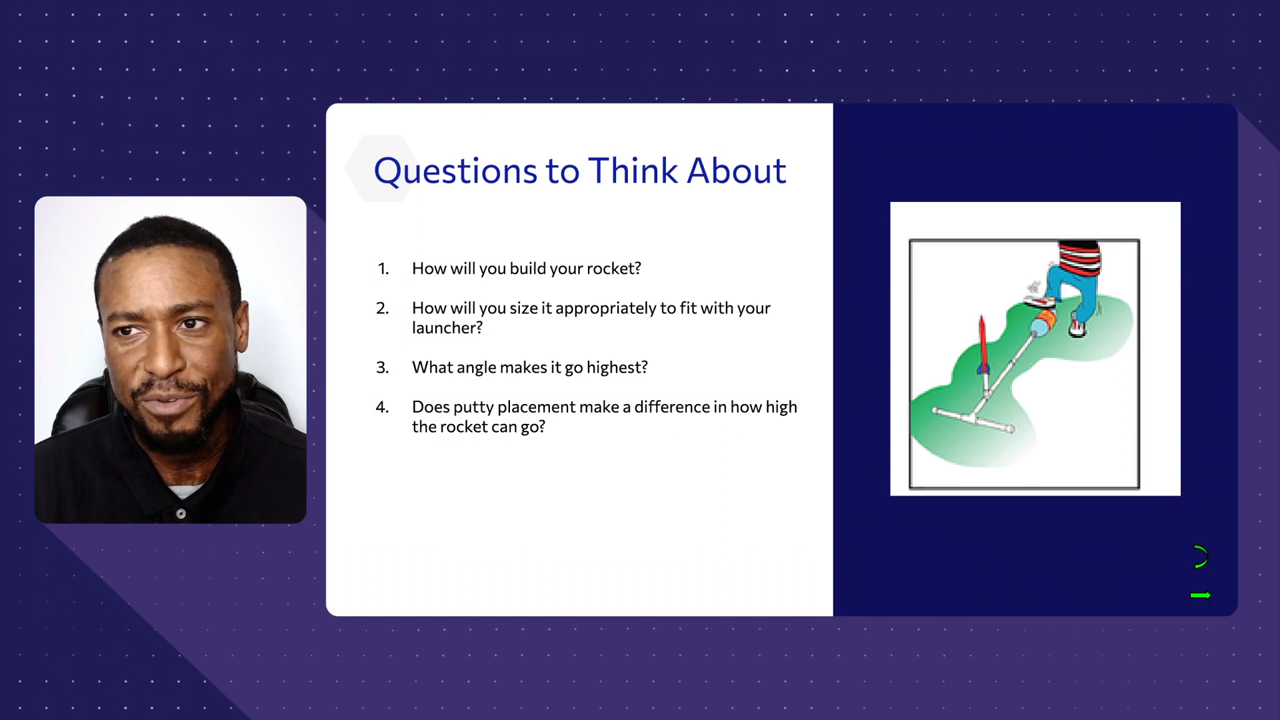 Questions to Think About
1. How will you build your rocket?
2. How will you size it appropriately to fit with your
launcher?
3. What angle makes it go highest?
4. Does putty placement make a difference in how high
the rocket can go?